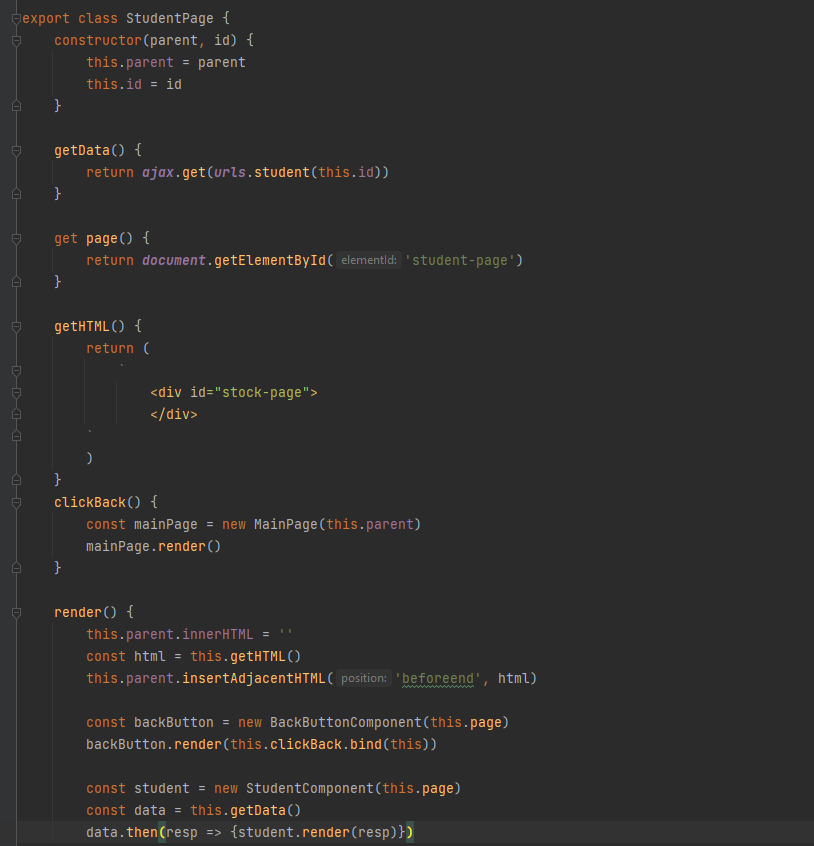 export class StudentPage {
    constructor(parent, id) {
        this.parent = parent
        this.id = id
    }

    getData() {
        return ajax.get(urls.student(this.id))
    }

    get page() {
        return document.getElementById( elementId: 'student-page')
    }

    getHTML() {
        return (
            `
                <div id="stock-page">
                </div>
        `
        )
    }
    clickBack() {
        const mainPage = new MainPage(this.parent)
        mainPage.render()
    }

    render() {
        this.parent.innerHTML = ''
        const html = this.getHTML()
        this.parent.insertAdjacentHTML( position: 'beforeend', html)

        const backButton = new BackButtonComponent(this.page)
        backButton.render(this.clickBack.bind(this))

        const student = new StudentComponent(this.page)
        const data = this.getData()
        data.then(resp => {student.render(resp)})